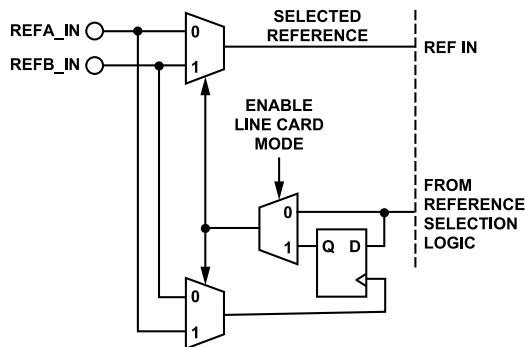 SELECTED
REFERENCE
REFA_IN
0
REFB_IN
1
REF IN
ENABLE
LINE CARD
MODE
0
1
Q D
FROM
REFERENCE
SELECTION
LOGIC
0
1